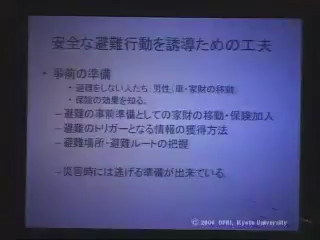 安全な避難行動を誘導ための工夫
• 事前の準備
• 避難をしない人たち:男性(車・家財の移動)
• 保険の効果を知る。
–避難の事前準備としての家財の移動・保険加入
–避難のトリガーとなる情報の獲得方法
–避難場所・避難ルートの把握
→災害時には逃げる準備が出来ている。
© 2004 DPRI, Kyoto University